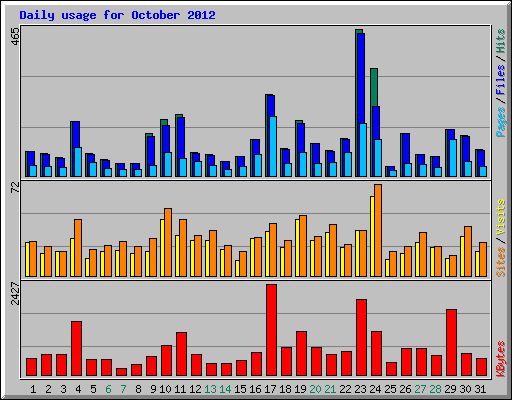 Daily usage for October 2012
465
Pages / Files / Hits
72
Sites / Visits
2427
KBytes
1 2 3 4 5 6 7 8 9 10 11 12 13 14 15 16 17 18 19 20 21 22 23 24 25 26 27 28 29 30 31